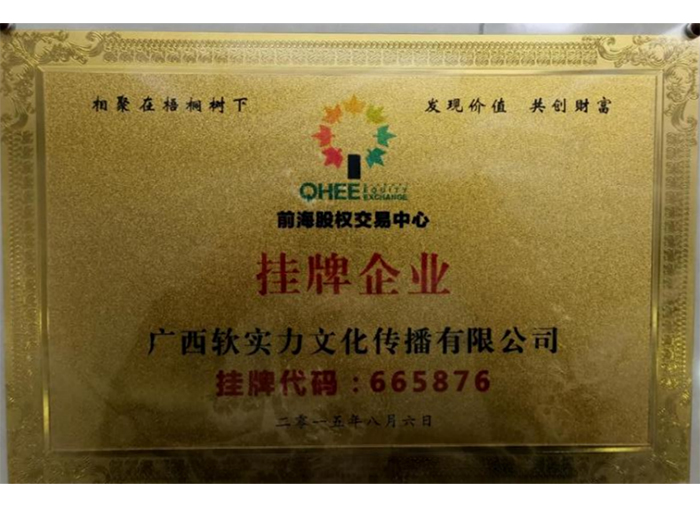 相聚在梧桐树下
发现价值 共创财富
QHEE EQUITY EXCHANGE
前海股权交易中心
挂牌企业
广西软实力文化传播有限公司
挂牌代码：665876
二零一五年八月六日